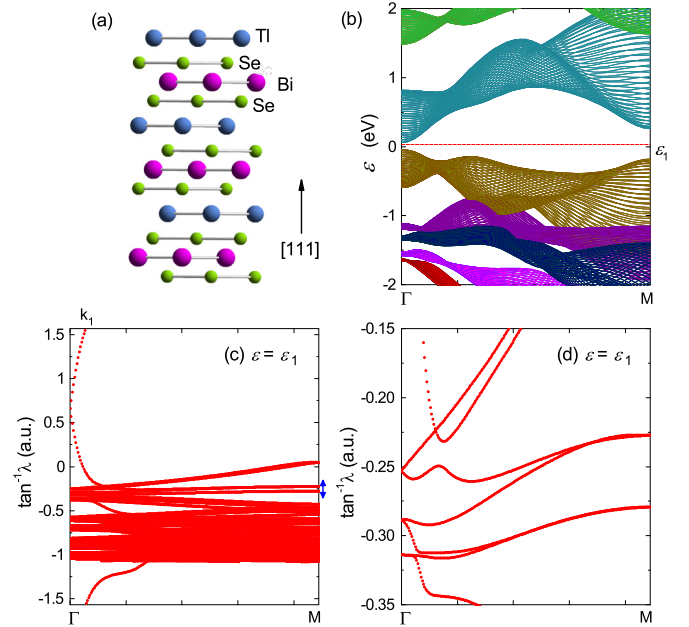 (a)
Tl
Se
Bi
Se
[111]
(b)
2
1
0
-1
-2
ε (eV)
ε₁
Γ
M
k₁
(c) ε = ε₁
1.5
1
0.5
0
-0.5
-1
-1.5
tan⁻¹λ (a.u.)
Γ
M
(d) ε = ε₁
-0.15
-0.20
-0.25
-0.30
-0.35
tan⁻¹λ (a.u.)
Γ
M